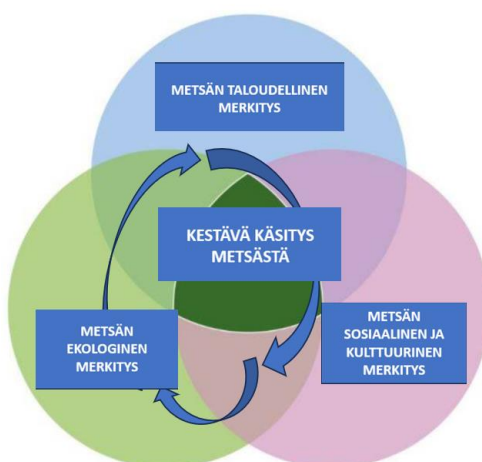 METSÄN TALOUDELLINEN
MERKITYS
KESTÄVÄ KÄSITYS
METSÄSTÄ
METSÄN
EKOLOGINEN
MERKITYS
METSÄN
SOSIAALINEN JA
KULTTUURINEN
MERKITYS